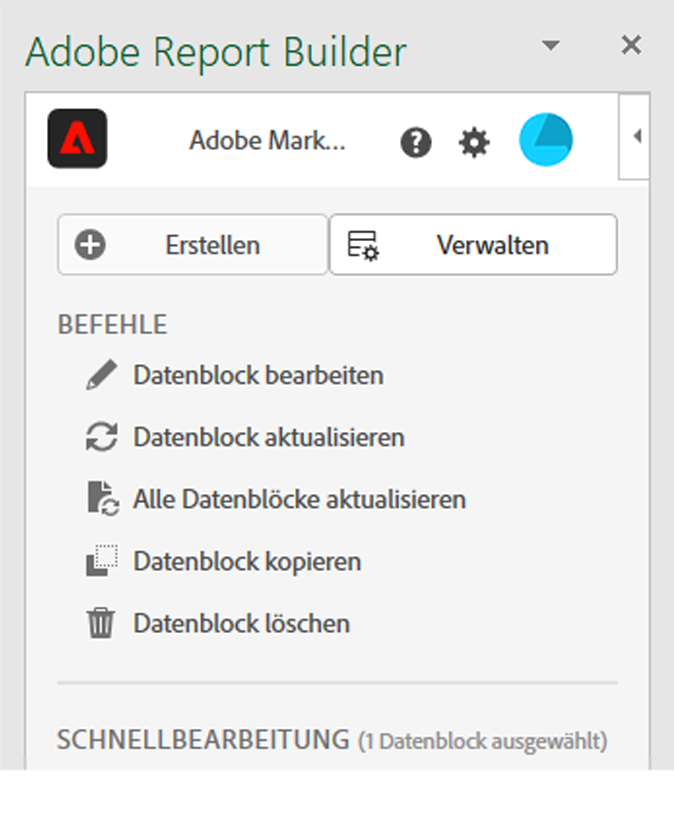 Adobe Report Builder
Adobe Mark...
Erstellen Verwalten
BEFEHLE
Datenblock bearbeiten
Datenblock aktualisieren
Alle Datenblöcke aktualisieren
Datenblock kopieren
Datenblock löschen
SCHNELLBEARBEITUNG (1 Datenblock ausgewählt)